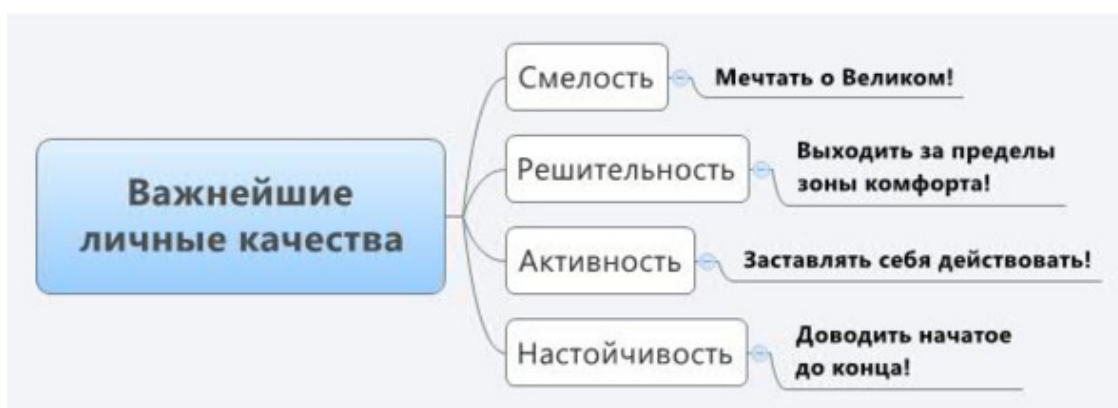 Важнейшие
личные качества
Смелость
Мечтать о Великом!
Решительность
Выходить за пределы
зоны комфорта!
Активность
Заставлять себя действовать!
Настойчивость
Доводить начатое
до конца!